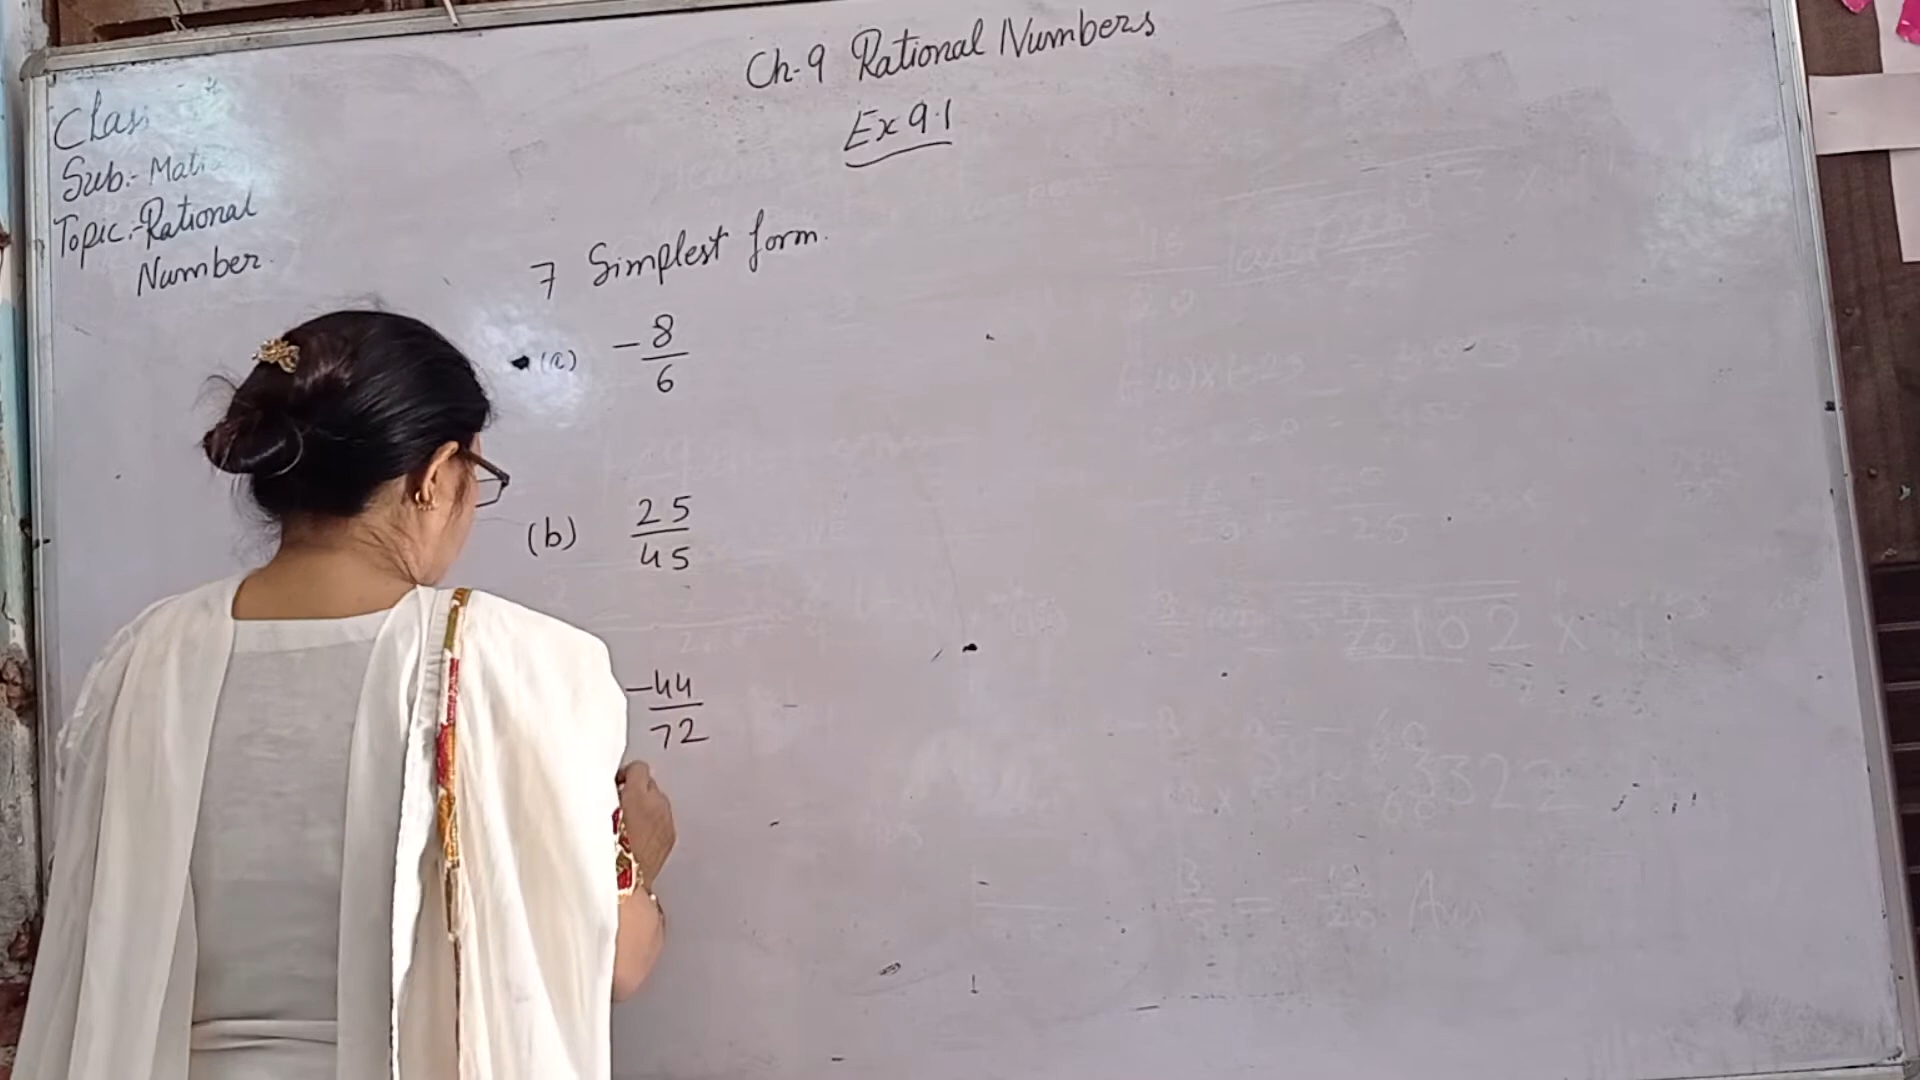 Ch-9 Rational Numbers
Ex 9.1
Clas
Sub:- Mat
Topic:- Rational
Number.
7 Simplest form.
(a) -8/6
(b) 25/45
-44/72